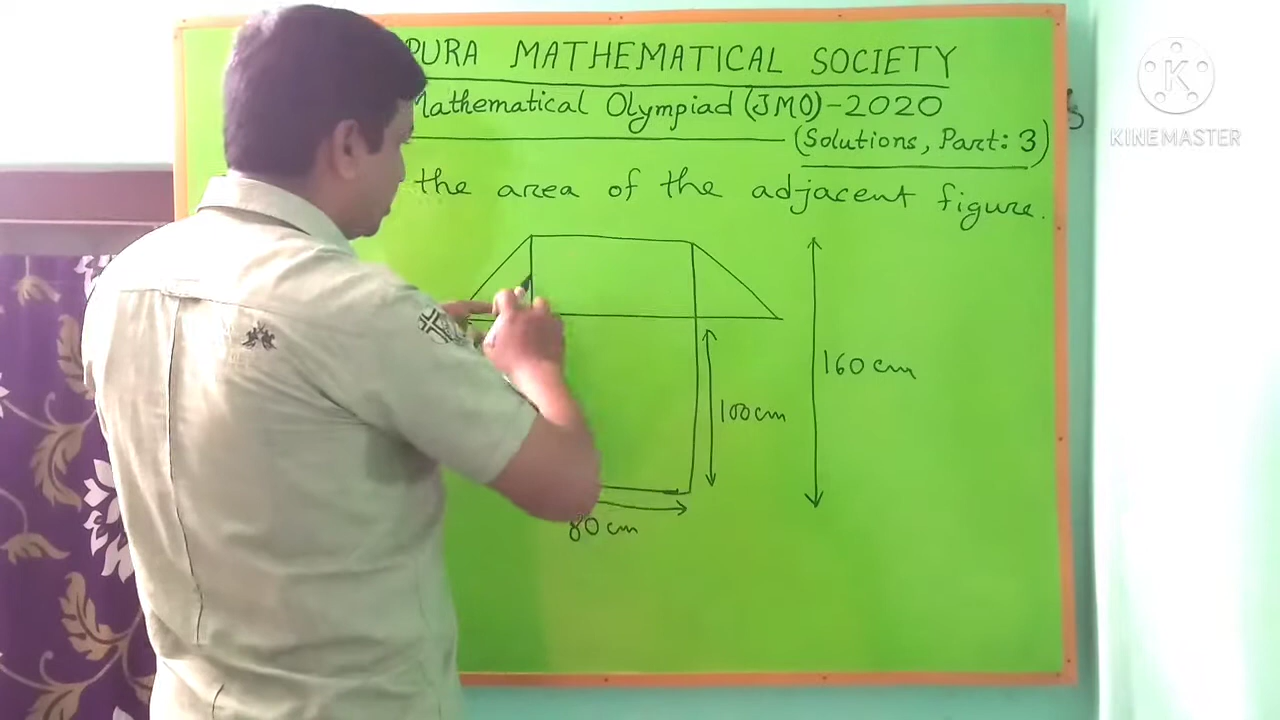 PURA MATHEMATICAL SOCIETY
Mathematical Olympiad (JMO)-2020
(Solutions, Part: 3)
the area of the adjacent figure.
160 cm
100 cm
80 cm
K
KINEMASTER